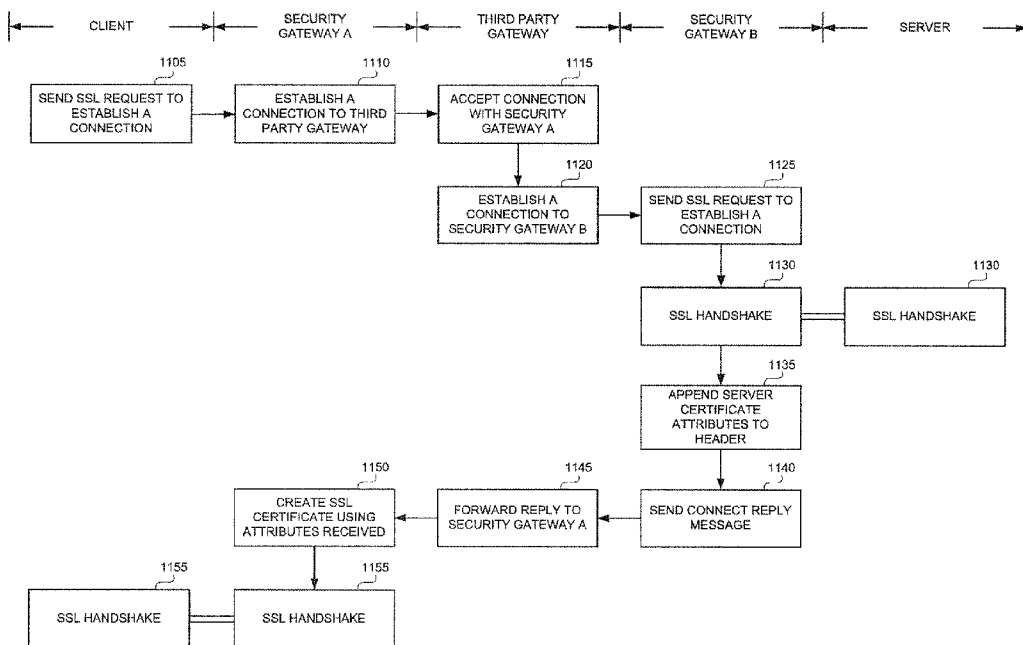 CLIENT
SECURITY
GATEWAY A
THIRD PARTY
GATEWAY
SECURITY
GATEWAY B
SERVER
1105
SEND SSL REQUEST TO
ESTABLISH A
CONNECTION
1110
ESTABLISH A
CONNECTION TO THIRD
PARTY GATEWAY
1115
ACCEPT CONNECTION
WITH SECURITY
GATEWAY A
1120
ESTABLISH A
CONNECTION TO
SECURITY GATEWAY B
1125
SEND SSL REQUEST TO
ESTABLISH A
CONNECTION
1130
SSL HANDSHAKE
1130
SSL HANDSHAKE
1135
APPEND SERVER
CERTIFICATE
ATTRIBUTES TO
HEADER
1140
SEND CONNECT REPLY
MESSAGE
1145
FORWARD REPLY TO
SECURITY GATEWAY A
1150
CREATE SSL
CERTIFICATE USING
ATTRIBUTES RECEIVED
1155
SSL HANDSHAKE
1155
SSL HANDSHAKE